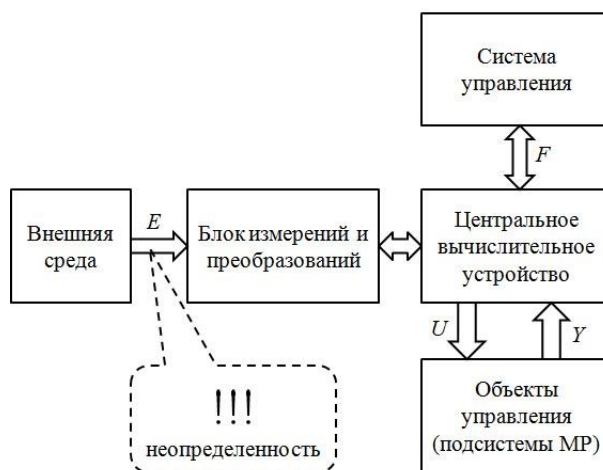 Система
управления
F
E
Внешняя
среда
Блок измерений и
преобразований
Центральное
вычислительное
устройство
U
Y
!!!
неопределенность
Объекты
управления
(подсистемы МР)